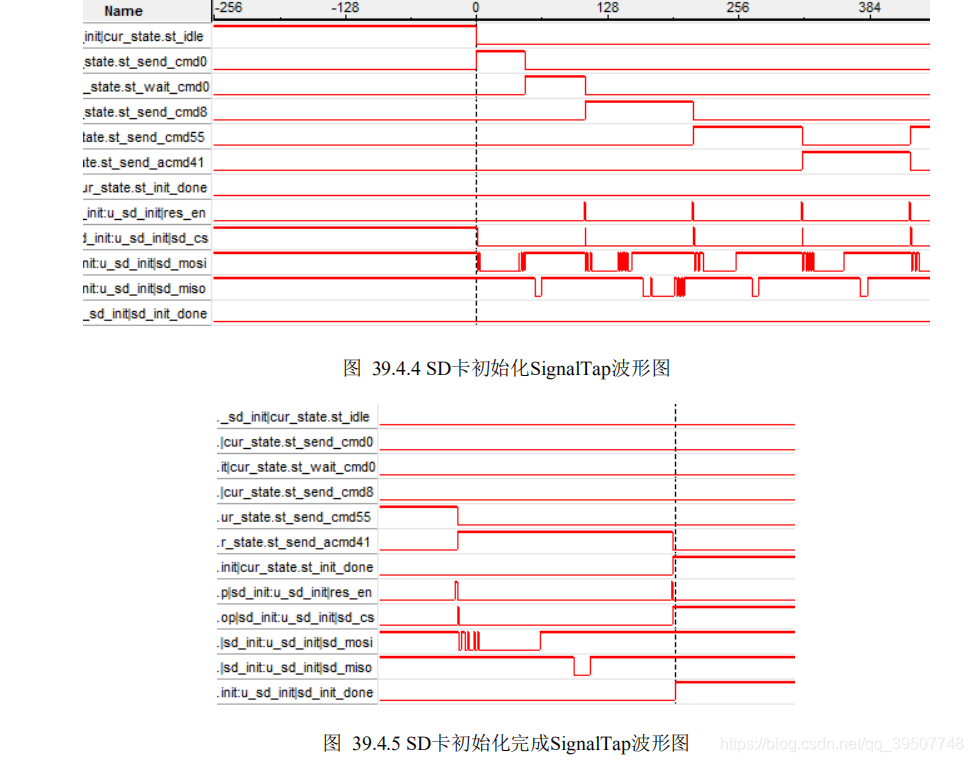 Name -256 -128 0 128 256 384
_init|cur_state.st_idle
_state.st_send_cmd0
_state.st_wait_cmd0
_state.st_send_cmd8
tate.st_send_cmd55
te.st_send_acmd41
ur_state.st_init_done
_init:u_sd_init|res_en
d_init:u_sd_init|sd_cs
nit:u_sd_init|sd_mosi
nit:u_sd_init|sd_miso
_sd_init|sd_init_done
图 39.4.4 SD卡初始化SignalTap波形图
._sd_init|cur_state.st_idle
.|cur_state.st_send_cmd0
.it|cur_state.st_wait_cmd0
.|cur_state.st_send_cmd8
.ur_state.st_send_cmd55
.r_state.st_send_acmd41
.init|cur_state.st_init_done
.p|sd_init:u_sd_init|res_en
.op|sd_init:u_sd_init|sd_cs
.|sd_init:u_sd_init|sd_mosi
.|sd_init:u_sd_init|sd_miso
.init:u_sd_init|sd_init_done
图 39.4.5 SD卡初始化完成SignalTap波形图
https://blog.csdn.net/qq_39507748